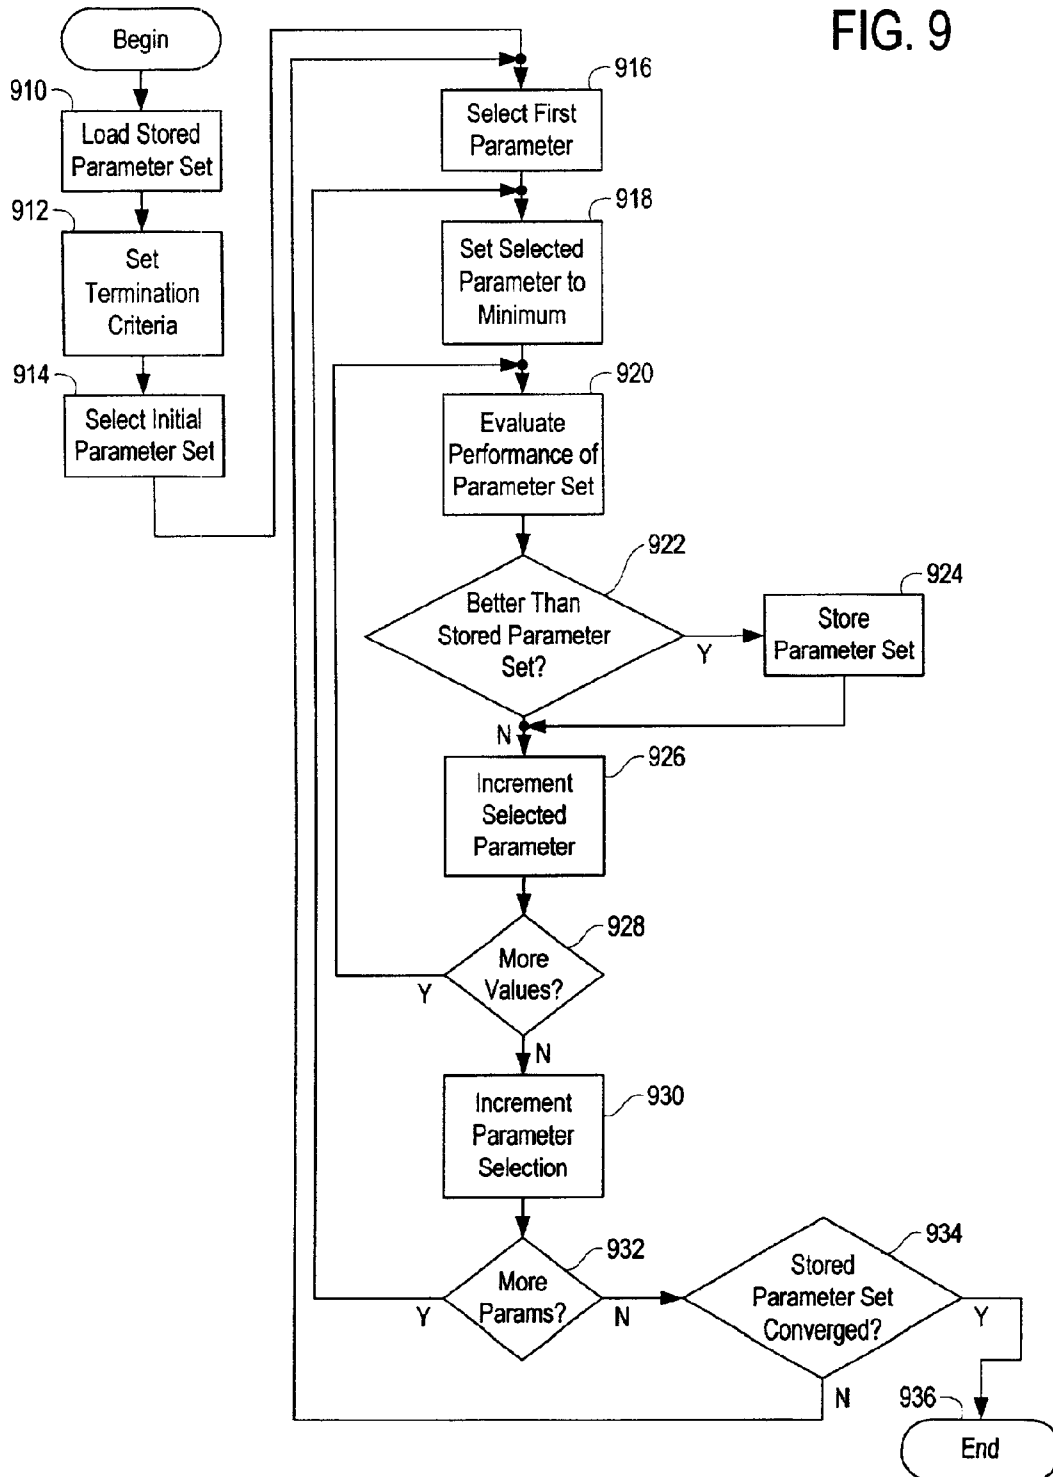 FIG. 9
Begin
910
Load Stored
Parameter Set
912
Set
Termination
Criteria
914
Select Initial
Parameter Set
916
Select First
Parameter
918
Set Selected
Parameter to
Minimum
920
Evaluate
Performance of
Parameter Set
922
Better Than
Stored Parameter
Set?
Y
924
Store
Parameter Set
N
926
Increment
Selected
Parameter
928
More
Values?
Y
N
930
Increment
Parameter
Selection
932
More
Params?
Y
N
934
Stored
Parameter Set
Converged?
Y
N
936
End